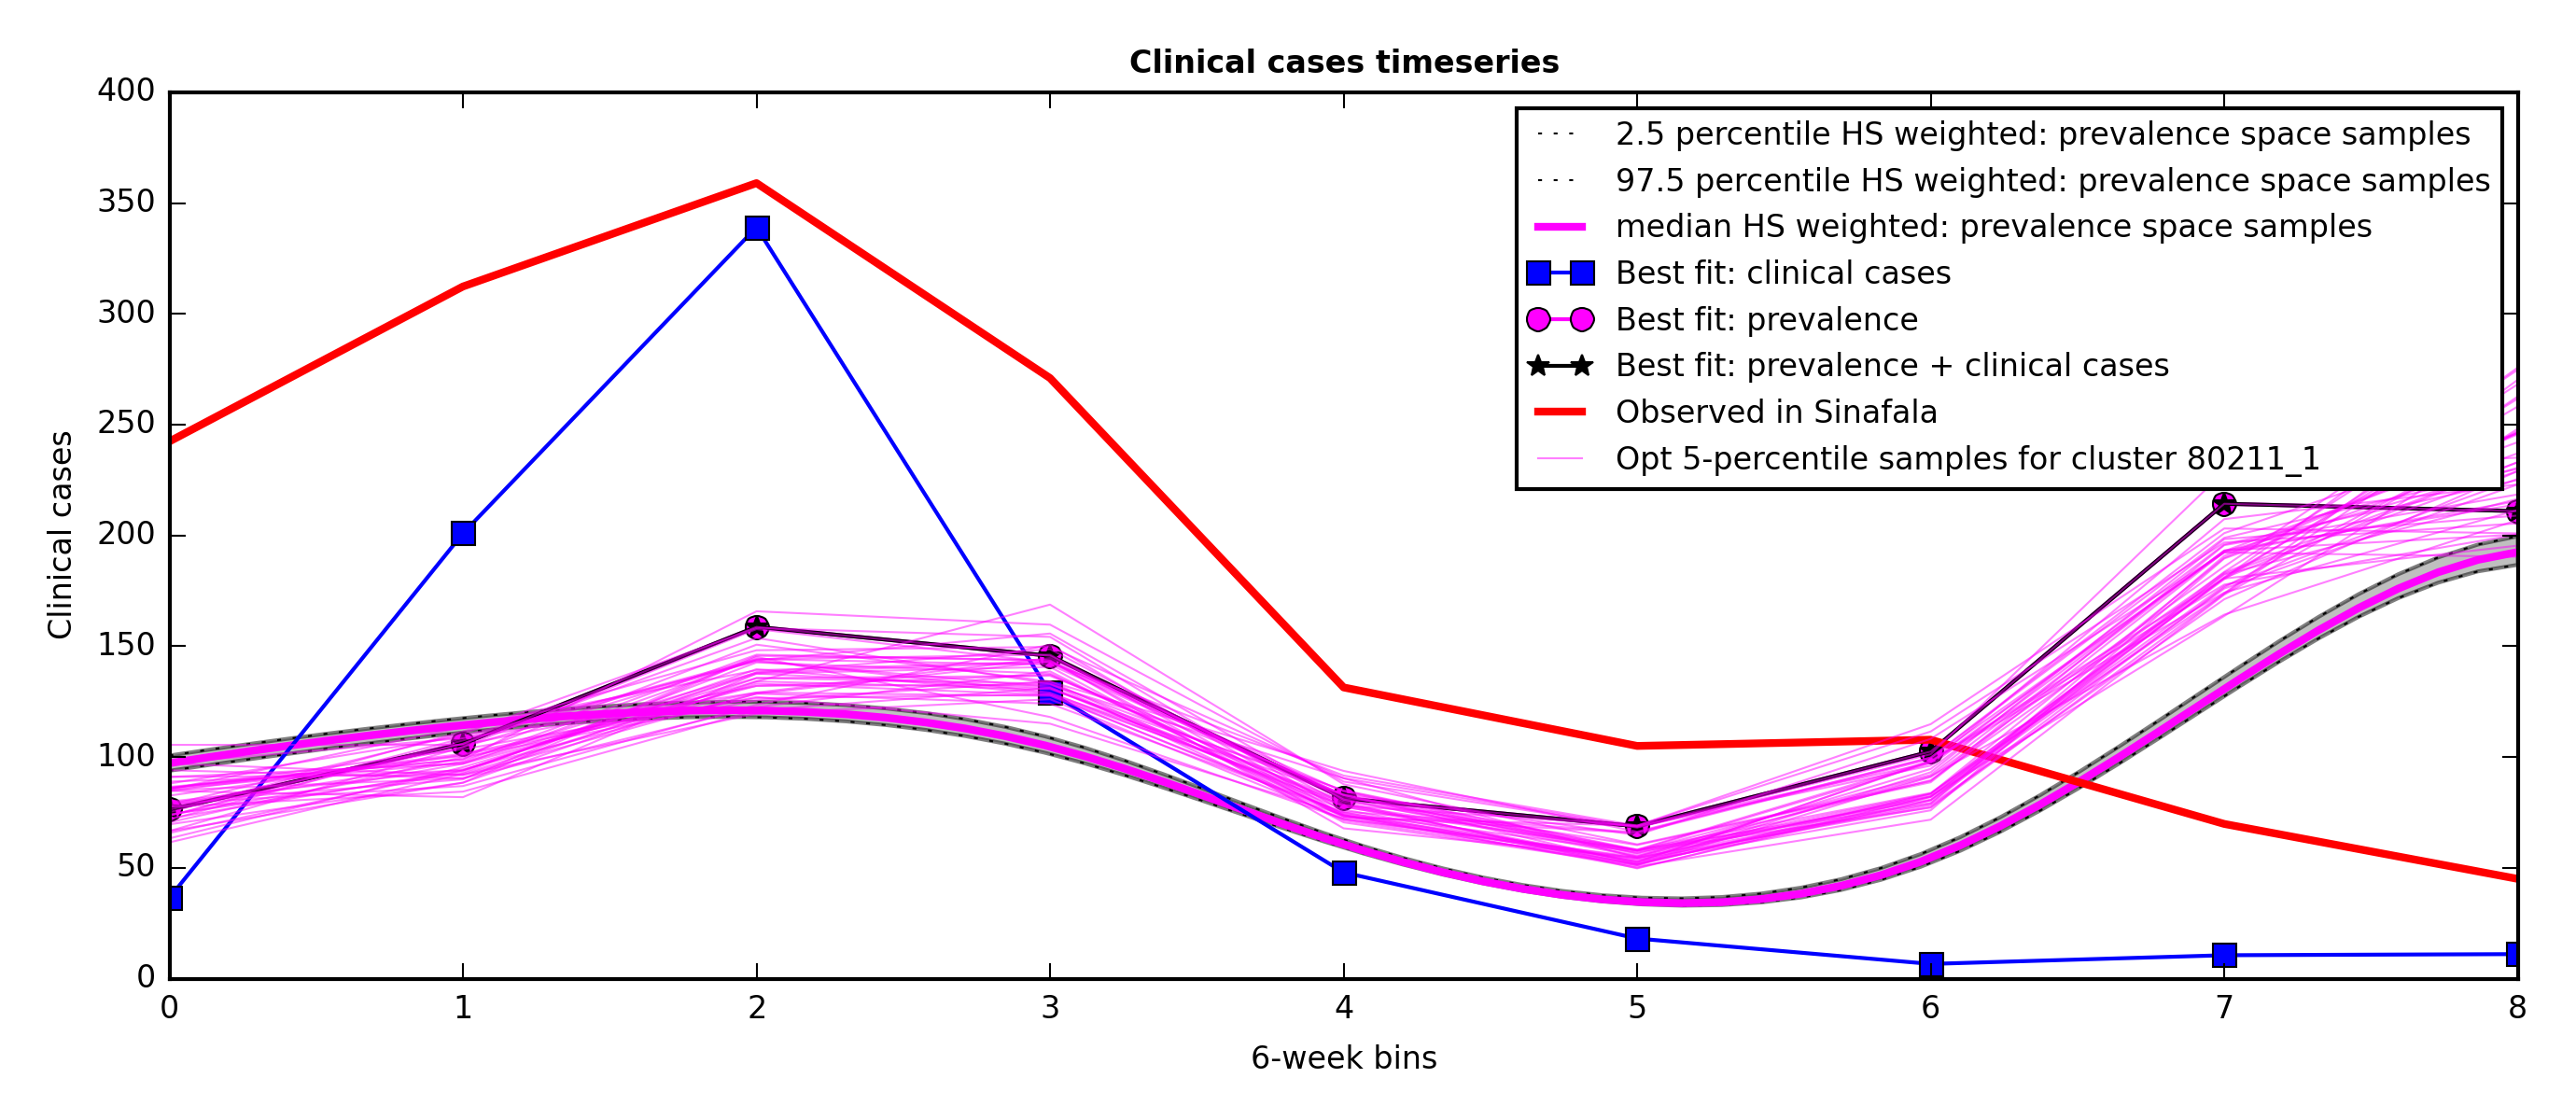 Clinical cases timeseries
400
350
300
250
200
150
100
50
0
Clinical cases
2.5 percentile HS weighted: prevalence space samples
97.5 percentile HS weighted: prevalence space samples
median HS weighted: prevalence space samples
Best fit: clinical cases
Best fit: prevalence
Best fit: prevalence + clinical cases
Observed in Sinafala
Opt 5-percentile samples for cluster 80211_1
0 1 2 3 4 5 6 7 8
6-week bins